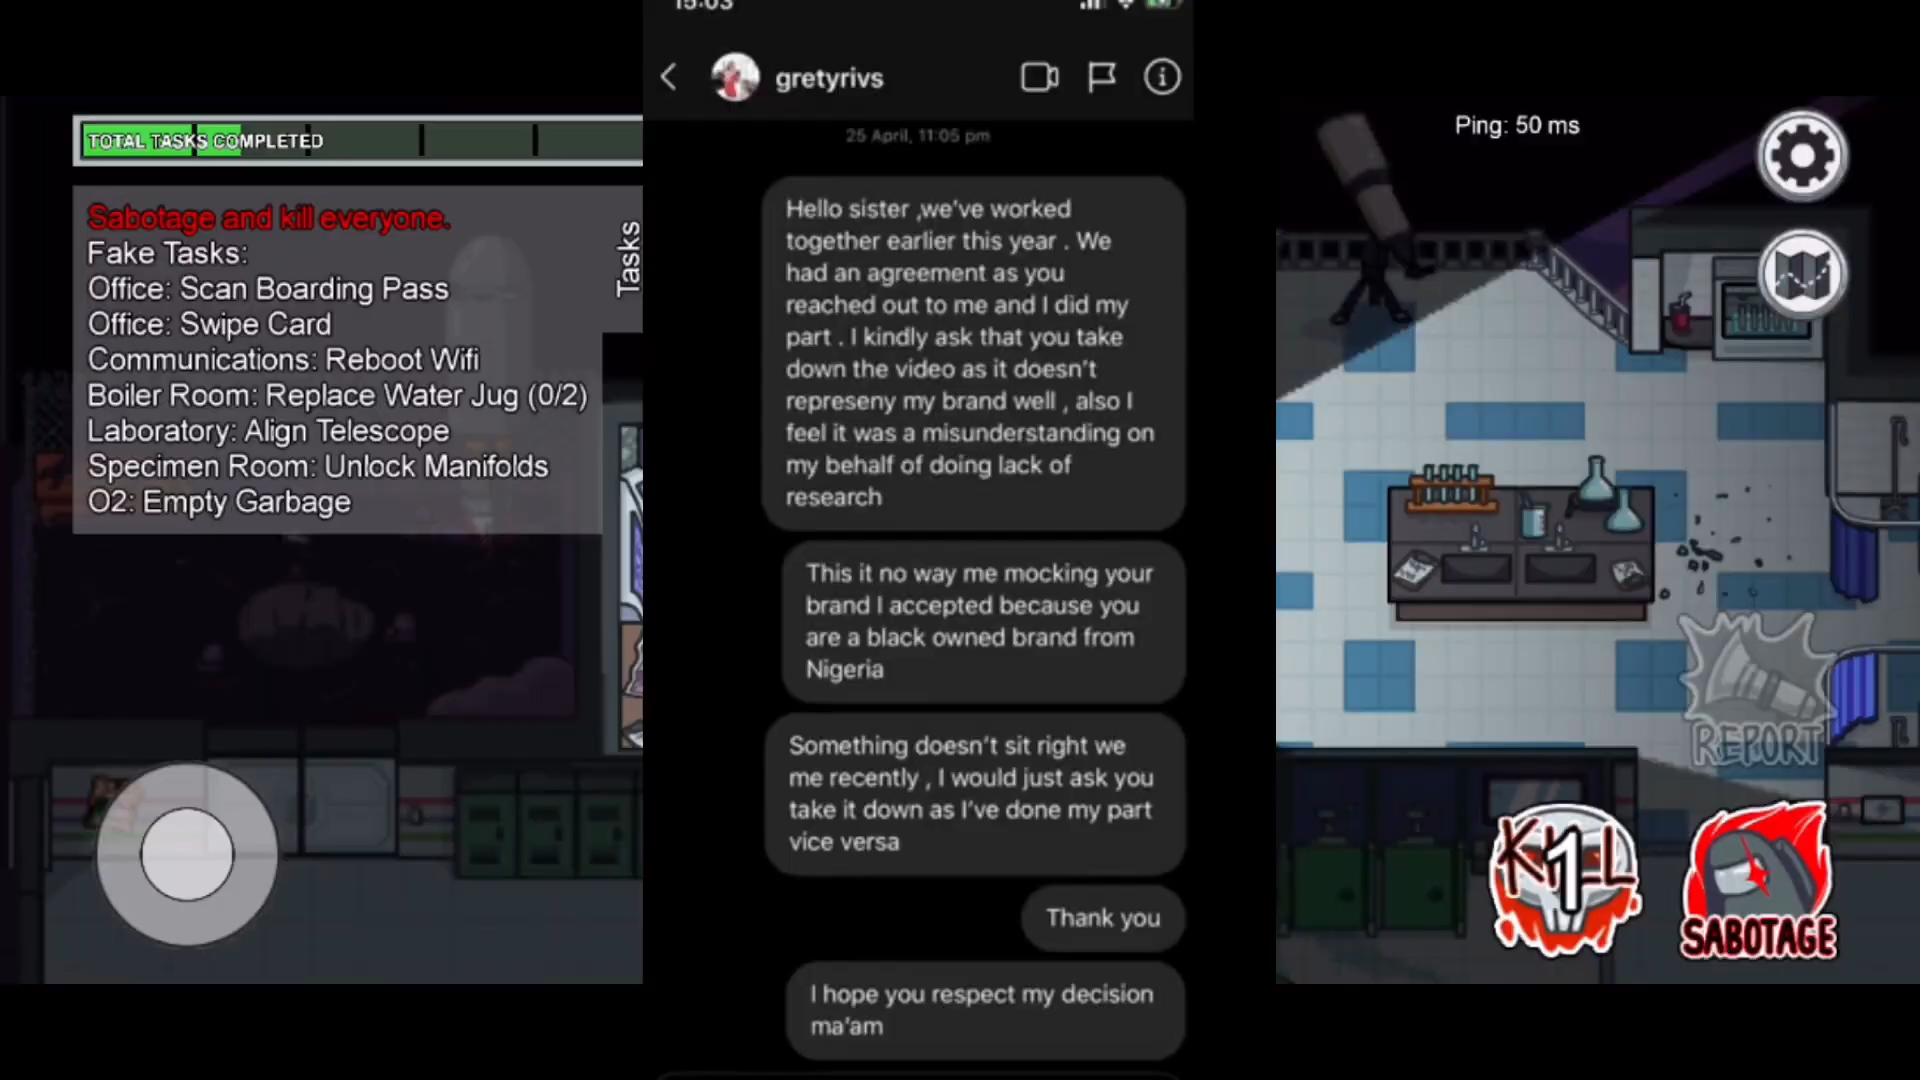 TOTAL TASKS COMPLETED
Sabotage and kill everyone.
Fake Tasks:
Office: Scan Boarding Pass
Office: Swipe Card
Communications: Reboot Wifi
Boiler Room: Replace Water Jug (0/2)
Laboratory: Align Telescope
Specimen Room: Unlock Manifolds
O2: Empty Garbage
Tasks
15:03
gretyrivs
25 April, 11:05 pm
Hello sister ,we've worked
together earlier this year . We
had an agreement as you
reached out to me and I did my
part . I kindly ask that you take
down the video as it doesn't
represeny my brand well , also I
feel it was a misunderstanding on
my behalf of doing lack of
research
This it no way me mocking your
brand I accepted because you
are a black owned brand from
Nigeria
Something doesn't sit right we
me recently , I would just ask you
take it down as I've done my part
vice versa
Thank you
I hope you respect my decision
ma'am
Ping: 50 ms
REPORT
KILL
1
SABOTAGE